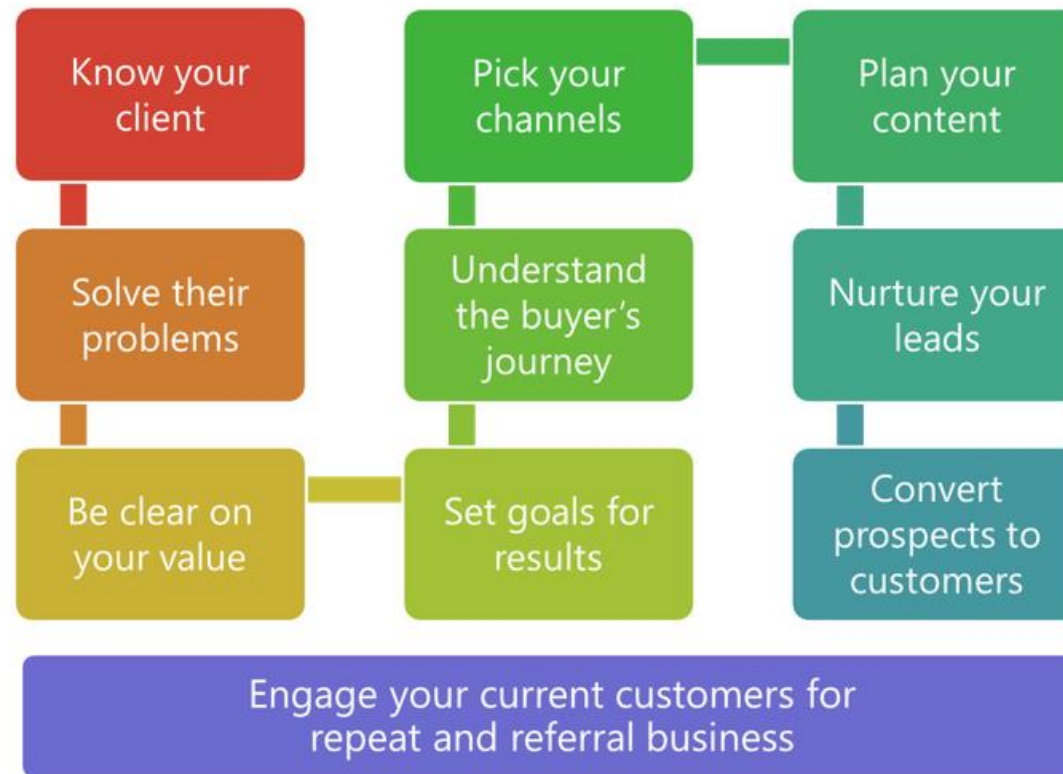 Know your
client
Solve their
problems
Be clear on
your value
Set goals for
results
Understand
the buyer’s
journey
Pick your
channels
Plan your
content
Nurture your
leads
Convert
prospects to
customers
Engage your current customers for
repeat and referral business